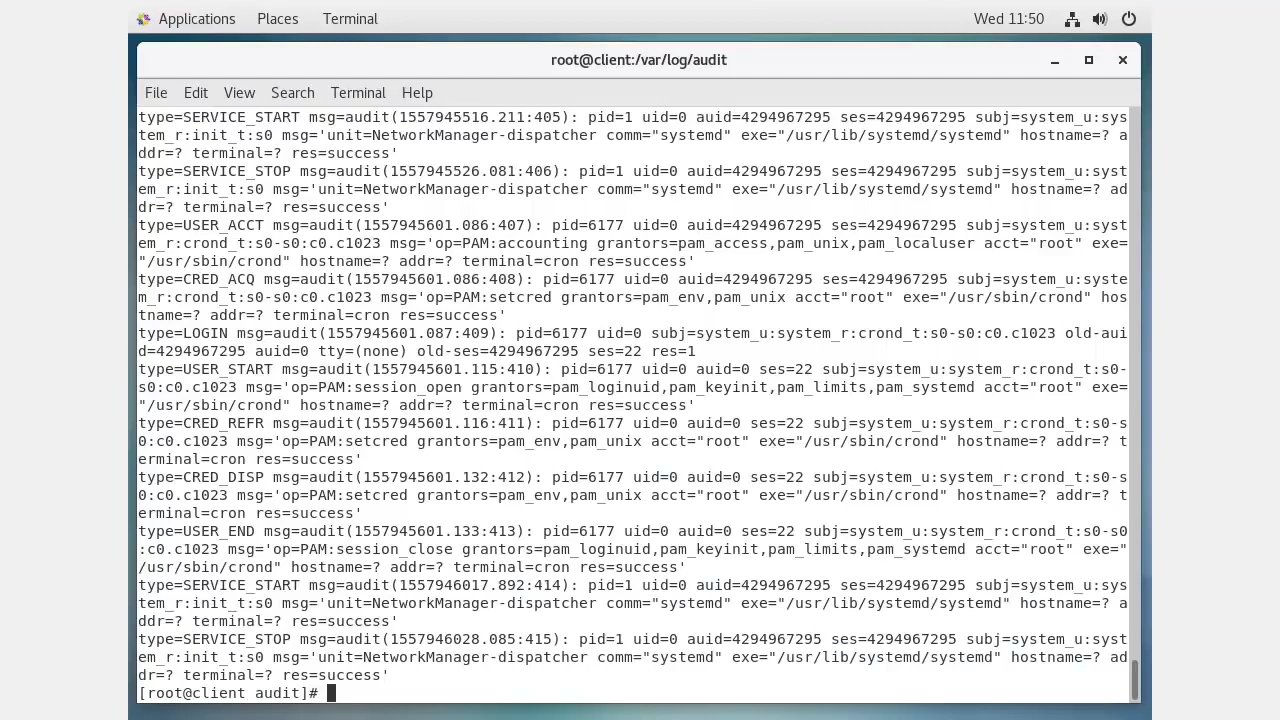 Applications Places Terminal Wed 11:50
root@client:/var/log/audit
File Edit View Search Terminal Help
type=SERVICE_START msg=audit(1557945516.211:405): pid=1 uid=0 auid=4294967295 ses=4294967295 subj=system_u:sys
tem_r:init_t:s0 msg='unit=NetworkManager-dispatcher comm="systemd" exe="/usr/lib/systemd/systemd" hostname=? a
ddr=? terminal=? res=success'
type=SERVICE_STOP msg=audit(1557945526.081:406): pid=1 uid=0 auid=4294967295 ses=4294967295 subj=system_u:syst
em_r:init_t:s0 msg='unit=NetworkManager-dispatcher comm="systemd" exe="/usr/lib/systemd/systemd" hostname=? ad
dr=? terminal=? res=success'
type=USER_ACCT msg=audit(1557945601.086:407): pid=6177 uid=0 auid=4294967295 ses=4294967295 subj=system_u:syst
em_r:crond_t:s0-s0:c0.c1023 msg='op=PAM:accounting grantors=pam_access,pam_unix,pam_localuser acct="root" exe=
"/usr/sbin/crond" hostname=? addr=? terminal=cron res=success'
type=CRED_ACQ msg=audit(1557945601.086:408): pid=6177 uid=0 auid=4294967295 ses=4294967295 subj=system_u:syste
m_r:crond_t:s0-s0:c0.c1023 msg='op=PAM:setcred grantors=pam_env,pam_unix acct="root" exe="/usr/sbin/crond" hos
tname=? addr=? terminal=cron res=success'
type=LOGIN msg=audit(1557945601.087:409): pid=6177 uid=0 subj=system_u:system_r:crond_t:s0-s0:c0.c1023 old-aui
d=4294967295 auid=0 tty=(none) old-ses=4294967295 ses=22 res=1
type=USER_START msg=audit(1557945601.115:410): pid=6177 uid=0 auid=0 ses=22 subj=system_u:system_r:crond_t:s0-
s0:c0.c1023 msg='op=PAM:session_open grantors=pam_loginuid,pam_keyinit,pam_limits,pam_systemd acct="root" exe=
"/usr/sbin/crond" hostname=? addr=? terminal=cron res=success'
type=CRED_REFR msg=audit(1557945601.116:411): pid=6177 uid=0 auid=0 ses=22 subj=system_u:system_r:crond_t:s0-s
0:c0.c1023 msg='op=PAM:setcred grantors=pam_env,pam_unix acct="root" exe="/usr/sbin/crond" hostname=? addr=? t
erminal=cron res=success'
type=CRED_DISP msg=audit(1557945601.132:412): pid=6177 uid=0 auid=0 ses=22 subj=system_u:system_r:crond_t:s0-s
0:c0.c1023 msg='op=PAM:setcred grantors=pam_env,pam_unix acct="root" exe="/usr/sbin/crond" hostname=? addr=? t
erminal=cron res=success'
type=USER_END msg=audit(1557945601.133:413): pid=6177 uid=0 auid=0 ses=22 subj=system_u:system_r:crond_t:s0-s0
:c0.c1023 msg='op=PAM:session_close grantors=pam_loginuid,pam_keyinit,pam_limits,pam_systemd acct="root" exe="
/usr/sbin/crond" hostname=? addr=? terminal=cron res=success'
type=SERVICE_START msg=audit(1557946017.892:414): pid=1 uid=0 auid=4294967295 ses=4294967295 subj=system_u:sys
tem_r:init_t:s0 msg='unit=NetworkManager-dispatcher comm="systemd" exe="/usr/lib/systemd/systemd" hostname=? a
ddr=? terminal=? res=success'
type=SERVICE_STOP msg=audit(1557946028.085:415): pid=1 uid=0 auid=4294967295 ses=4294967295 subj=system_u:syst
em_r:init_t:s0 msg='unit=NetworkManager-dispatcher comm="systemd" exe="/usr/lib/systemd/systemd" hostname=? ad
dr=? terminal=? res=success'
[root@client audit]#